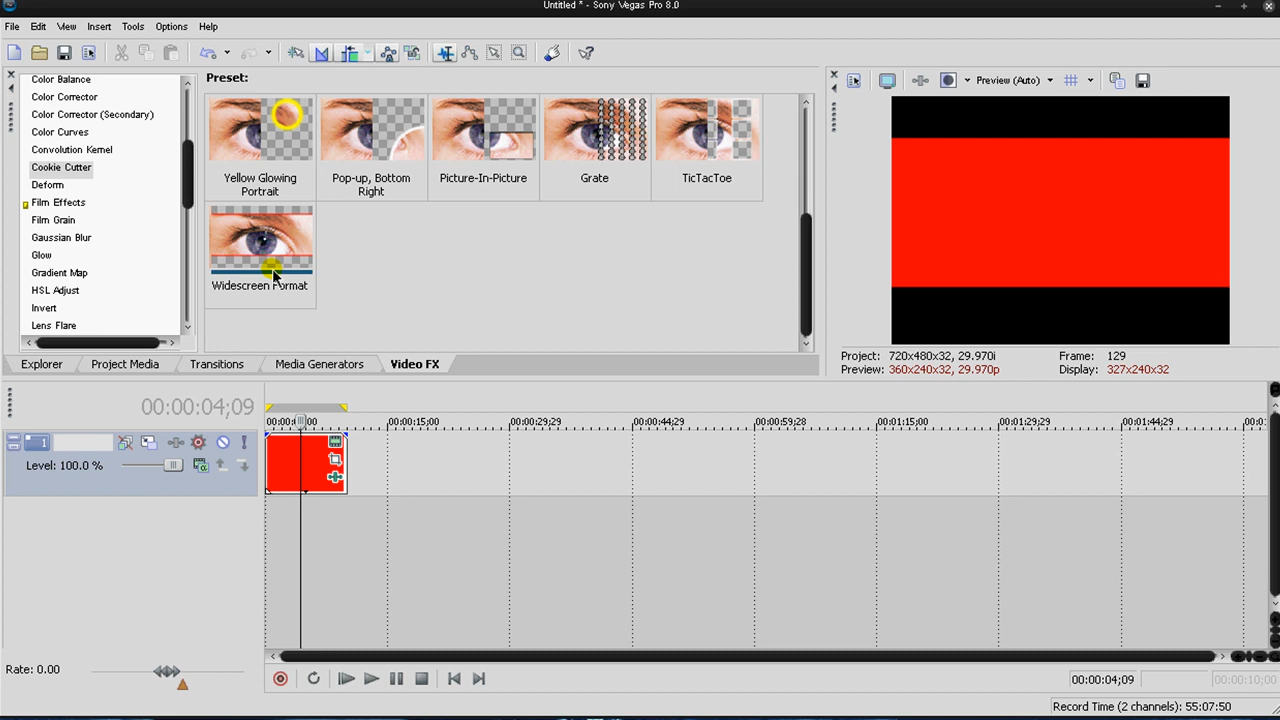 Untitled * - Sony Vegas Pro 8.0
File Edit View Insert Tools Options Help
Preset:
Color Balance
Color Corrector
Color Corrector (Secondary)
Color Curves
Convolution Kernel
Cookie Cutter
Deform
Film Effects
Film Grain
Gaussian Blur
Glow
Gradient Map
HSL Adjust
Invert
Lens Flare
Yellow Glowing
Portrait
Pop-up, Bottom
Right
Picture-In-Picture
Grate
TicTacToe
Widescreen Format
Preview (Auto)
Project: 720x480x32, 29.970i
Frame: 129
Preview: 360x240x32, 29.970p
Display: 327x240x32
Explorer Project Media Transitions Media Generators Video FX
00:00:04;09
00:00:15;00 00:00:29;29 00:00:44;29 00:00:59;28 00:01:15;00 00:01:29;29 00:01:44;29
1
Level: 100.0 %
Rate: 0.00
00:00:04;09
00:00:10;00
Record Time (2 channels): 55:07:50